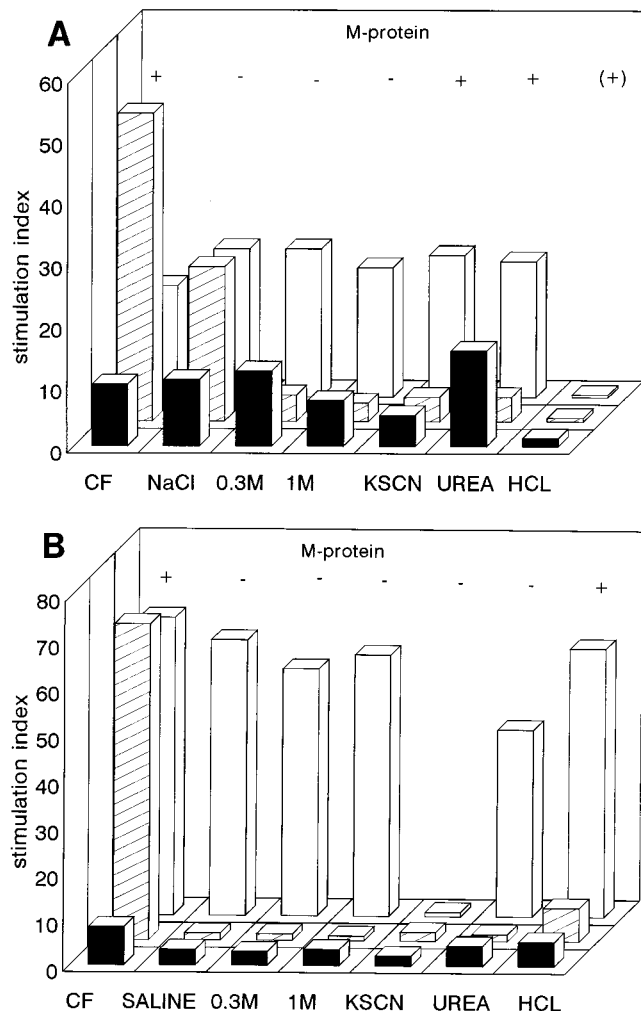 A
M-protein
+ - - - + + (+)
60
50
40
30
20
10
0
stimulation index
CF NaCl 0.3M 1M KSCN UREA HCL
B
M-protein
+ - - - - - +
80
70
60
50
40
30
20
10
0
stimulation index
CF SALINE 0.3M 1M KSCN UREA HCL